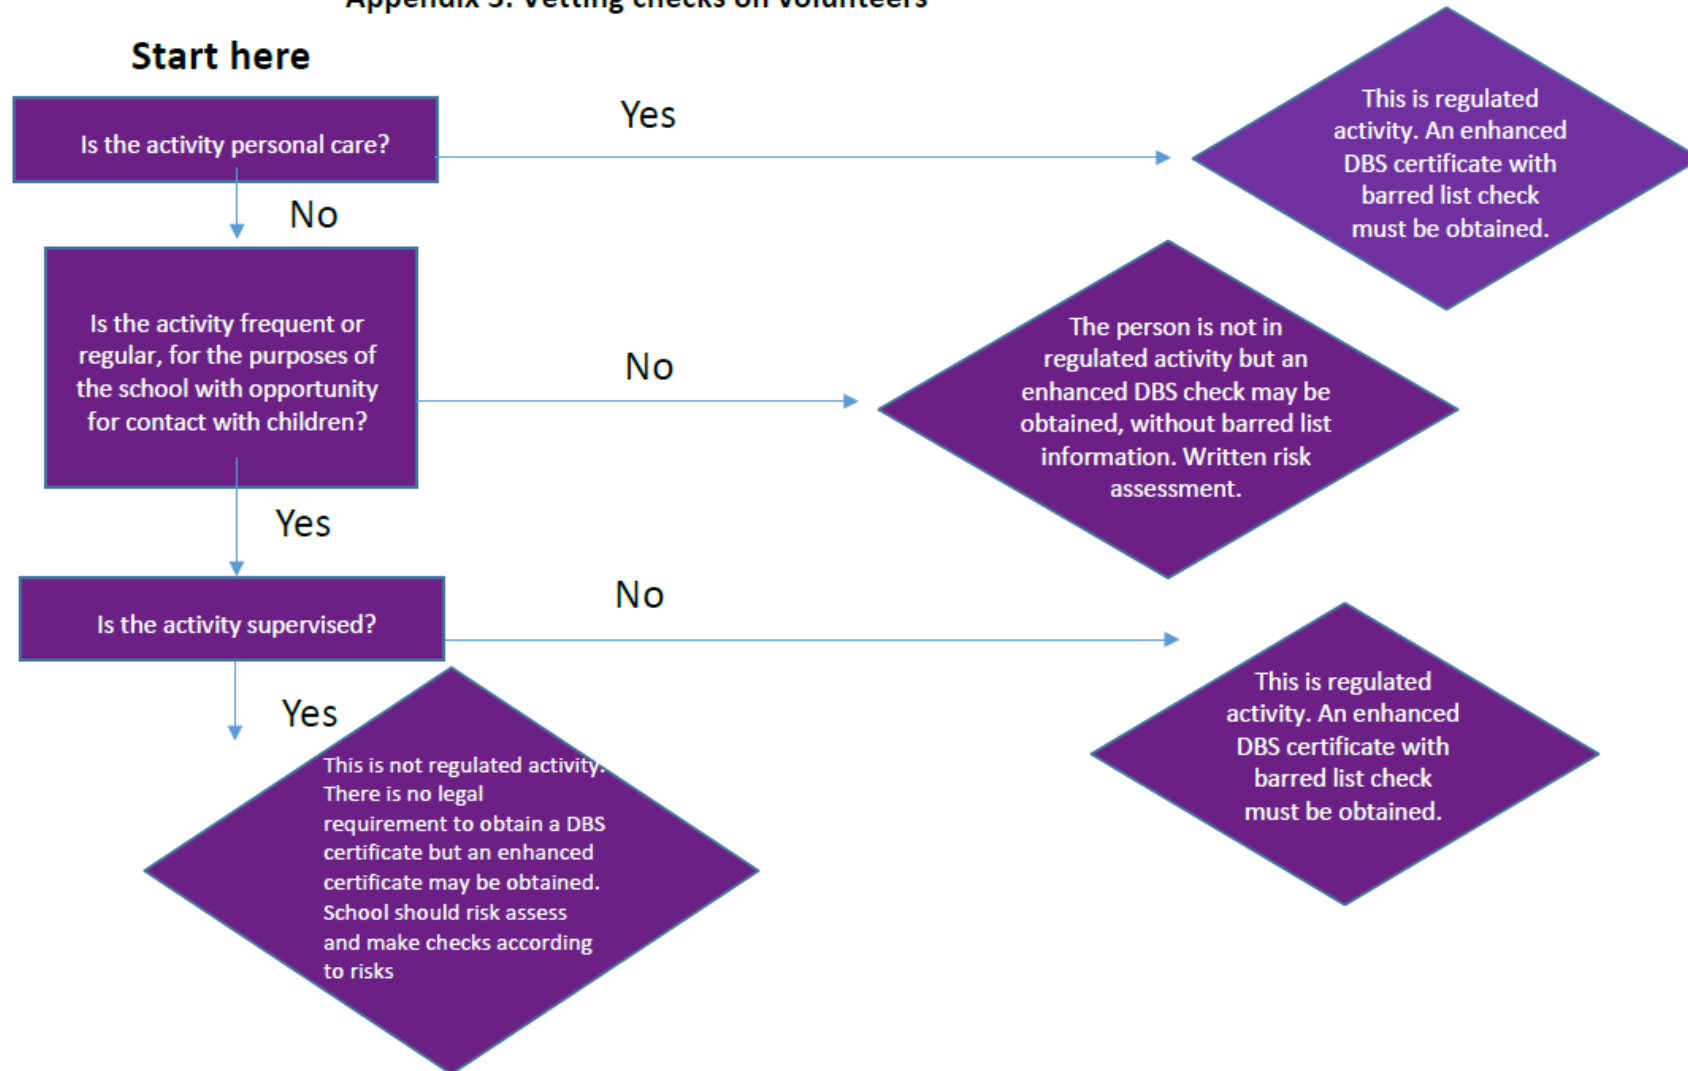 Appendix 5: Vetting checks on volunteers
Start here
Is the activity personal care?
Yes
This is regulated
activity. An enhanced
DBS certificate with
barred list check
must be obtained.
No
Is the activity frequent or
regular, for the purposes of
the school with opportunity
for contact with children?
No
The person is not in
regulated activity but an
enhanced DBS check may be
obtained, without barred list
information. Written risk
assessment.
Yes
Is the activity supervised?
No
This is regulated
activity. An enhanced
DBS certificate with
barred list check
must be obtained.
Yes
This is not regulated activity.
There is no legal
requirement to obtain a DBS
certificate but an enhanced
certificate may be obtained.
School should risk assess
and make checks according
to risks